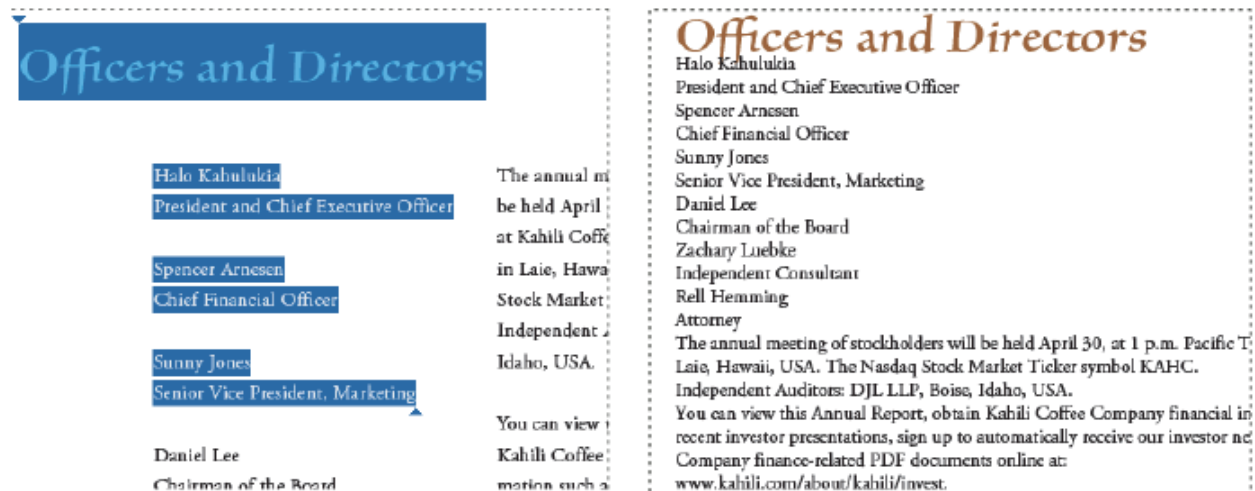 Officers and Directors
Halo Kahulukia
President and Chief Executive Officer
Spencer Arnesen
Chief Financial Officer
Sunny Jones
Senior Vice President, Marketing
Daniel Lee
Chairman of the Board
The annual
be held April
at Kahili
in Laie,
Stock Market
Independent
Idaho, USA.
You can view
Kahili Coffee
such
Officers and Directors
Halo Kahulukia
President and Chief Executive Officer
Spencer Arnesen
Chief Financial Officer
Sunny Jones
Senior Vice President, Marketing
Daniel Lee
Chairman of the Board
Zachary Luebke
Independent Consultant
Rell Hemming
Attorney
The annual meeting of stockholders will be held April 30, at 1 p.m. Pacific
Laie, Hawaii, USA. The Nasdaq Stock Market Ticker symbol KAHC.
Independent Auditors: DJL LLP, Boise, Idaho, USA.
You can view this Annual Report, obtain Kahili Coffee Company financial
recent investor presentations, sign up to automatically receive our investor
Company finance-related PDF documents online at:
www.kahili.com/about/kahili/invest.